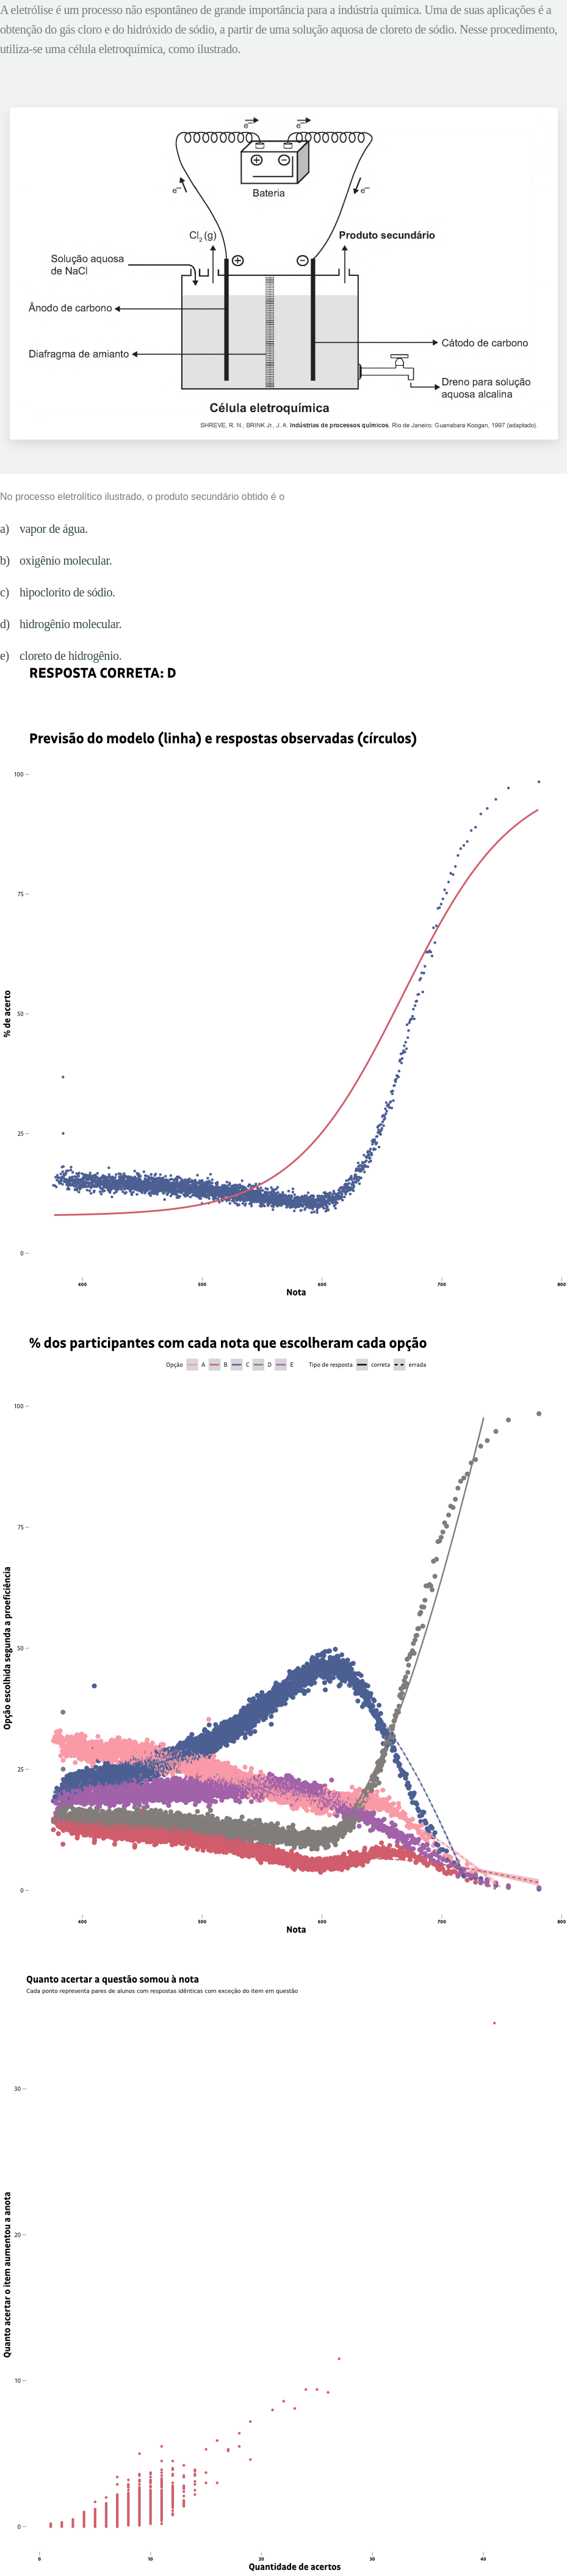 A eletrólise é um processo não espontâneo de grande importância para a indústria química. Uma de suas aplicações é a
obtenção do gás cloro e do hidróxido de sódio, a partir de uma solução aquosa de cloreto de sódio. Nesse procedimento,
utiliza-se uma célula eletroquímica, como ilustrado.
e⁻ e⁻
+ −
Bateria
e⁻ e⁻
Cl₂ (g) Produto secundário
+ −
Solução aquosa
de NaCl
Ânodo de carbono
Cátodo de carbono
Diafragma de amianto
Dreno para solução
aquosa alcalina
Célula eletroquímica
SHREVE, R. N.; BRINK Jr., J. A. Indústrias de processos químicos. Rio de Janeiro: Guanabara Koogan, 1997 (adaptado).
No processo eletrolítico ilustrado, o produto secundário obtido é o
a) vapor de água.
b) oxigênio molecular.
c) hipoclorito de sódio.
d) hidrogênio molecular.
e) cloreto de hidrogênio.
RESPOSTA CORRETA: D
Previsão do modelo (linha) e respostas observadas (círculos)
100
75
50
25
0
% de acerto
400 500 600 700 800
Nota
% dos participantes com cada nota que escolheram cada opção
Opção A B C D E Tipo de resposta correta errada
100
75
50
25
0
Opção escolhida segunda a proeficiência
400 500 600 700 800
Nota
Quanto acertar a questão somou à nota
Cada ponto representa pares de alunos com respostas idênticas com exceção do item em questão
30
20
10
0
Quanto acertar o item aumentou a anota
0 10 20 30 40
Quantidade de acertos